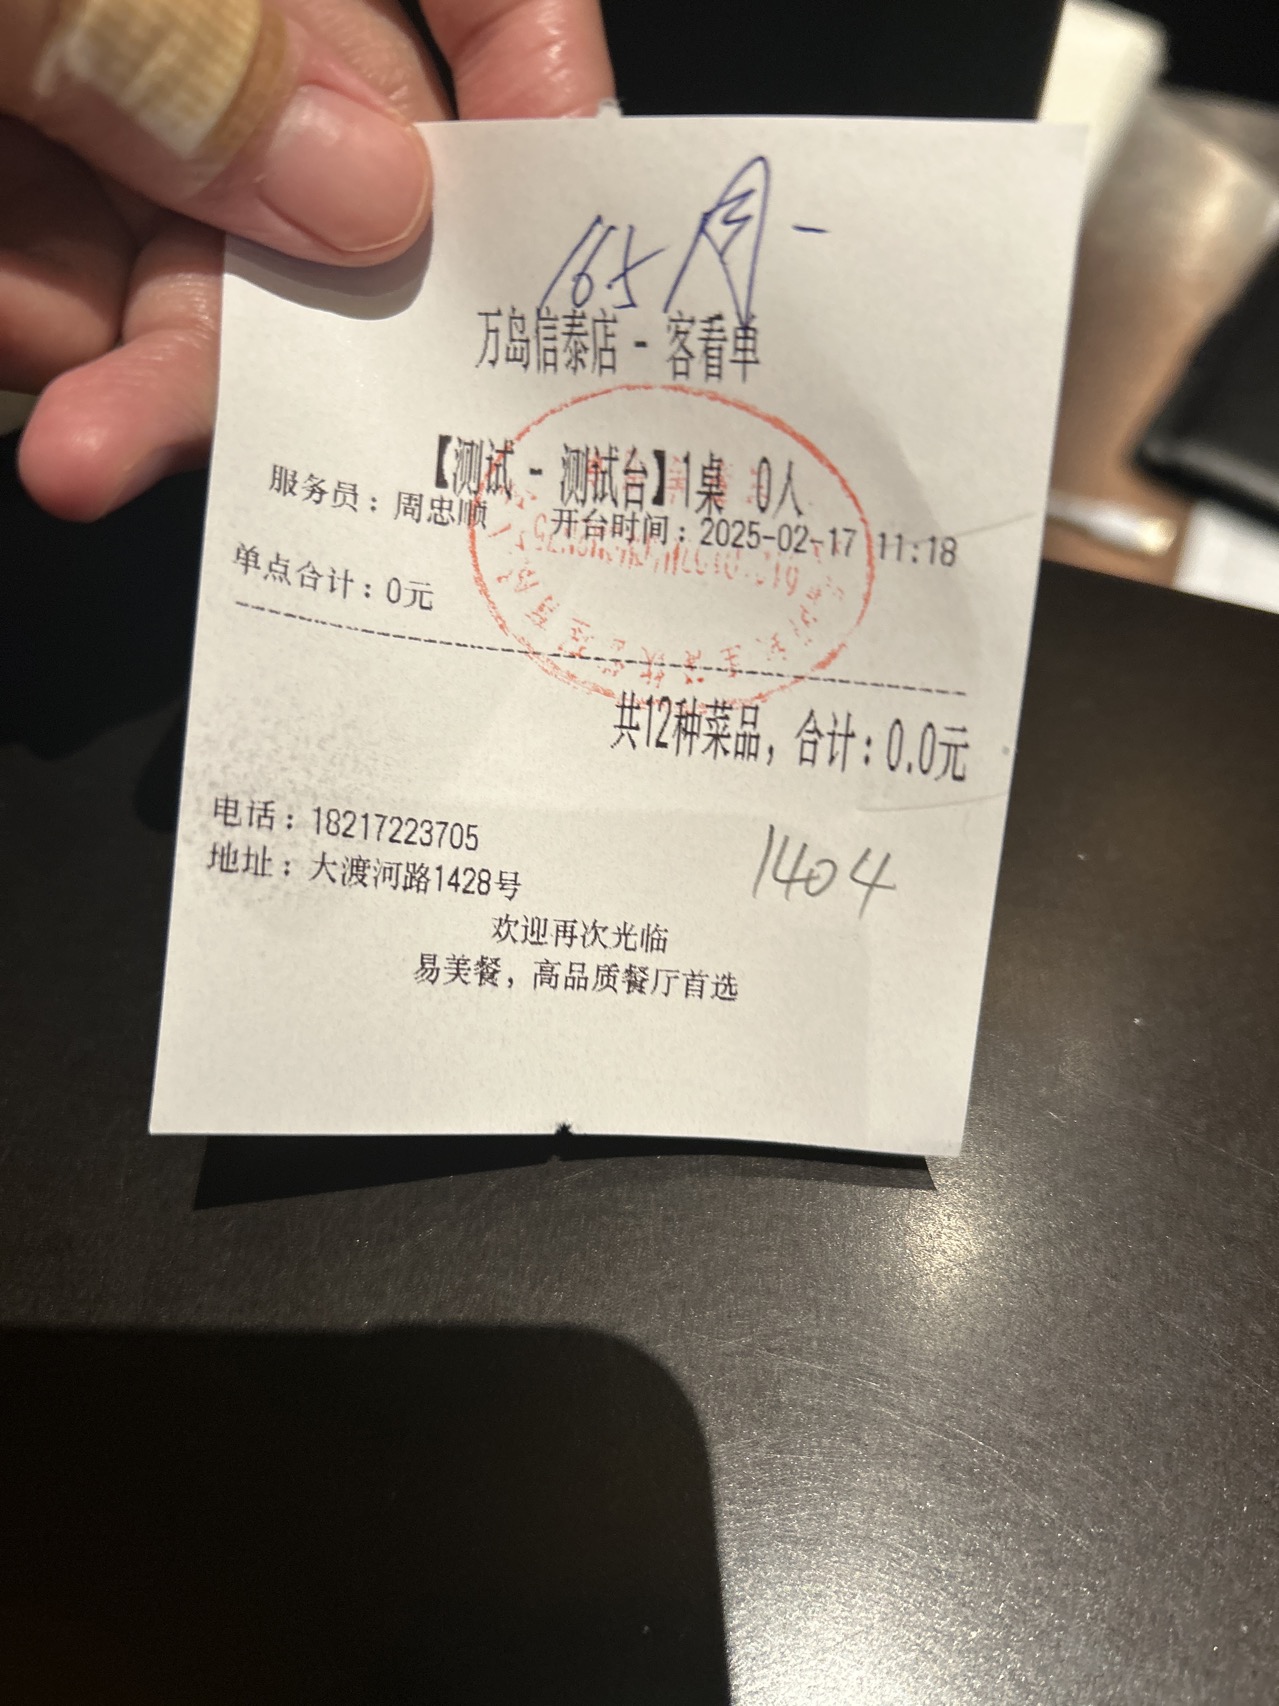 165周-
万岛信泰店 - 客看单
【测试 - 测试台】1桌 0人
服务员：周忠顺 开台时间：2025-02-17 11:18
单点合计：0元
共12种菜品，合计：0.0元
电话：18217223705
1404
地址：大渡河路1428号
欢迎再次光临
易美餐，高品质餐厅首选